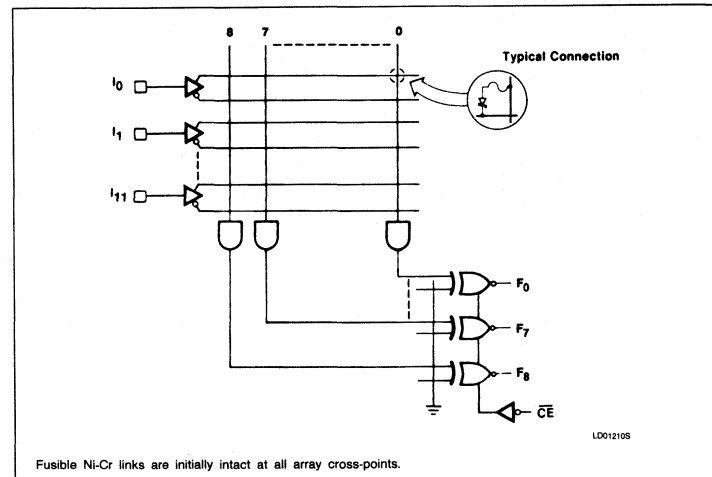 8 7 0
Typical Connection
I0
I1
I11
F0
F7
F8
CE
LD01210S
Fusible Ni-Cr links are initially intact at all array cross-points.